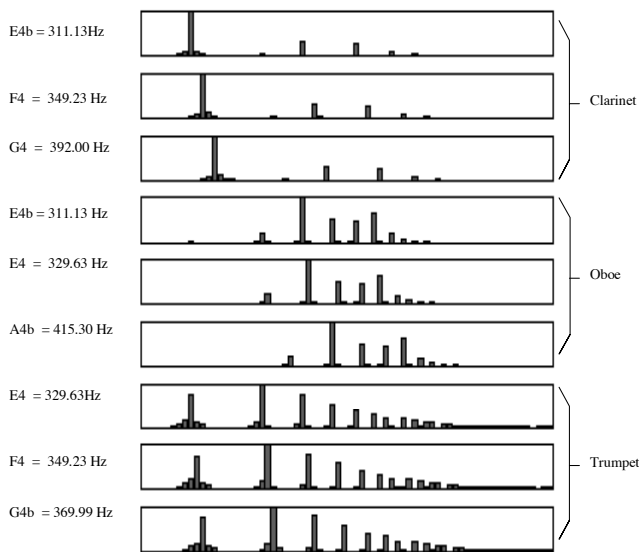 E4b = 311.13Hz
F4 = 349.23 Hz
Clarinet
G4 = 392.00 Hz
E4b = 311.13 Hz
E4 = 329.63 Hz
Oboe
A4b = 415.30 Hz
E4 = 329.63Hz
F4 = 349.23 Hz
Trumpet
G4b = 369.99 Hz